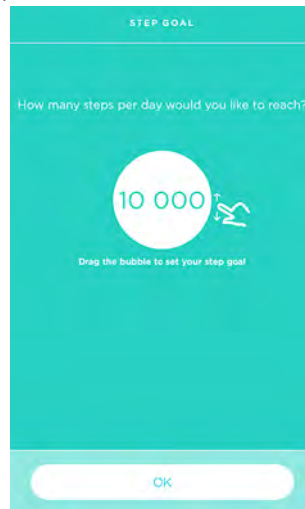 STEP GOAL
How many steps per day would you like to reach?
10 000
Drag the bubble to set your step goal
OK